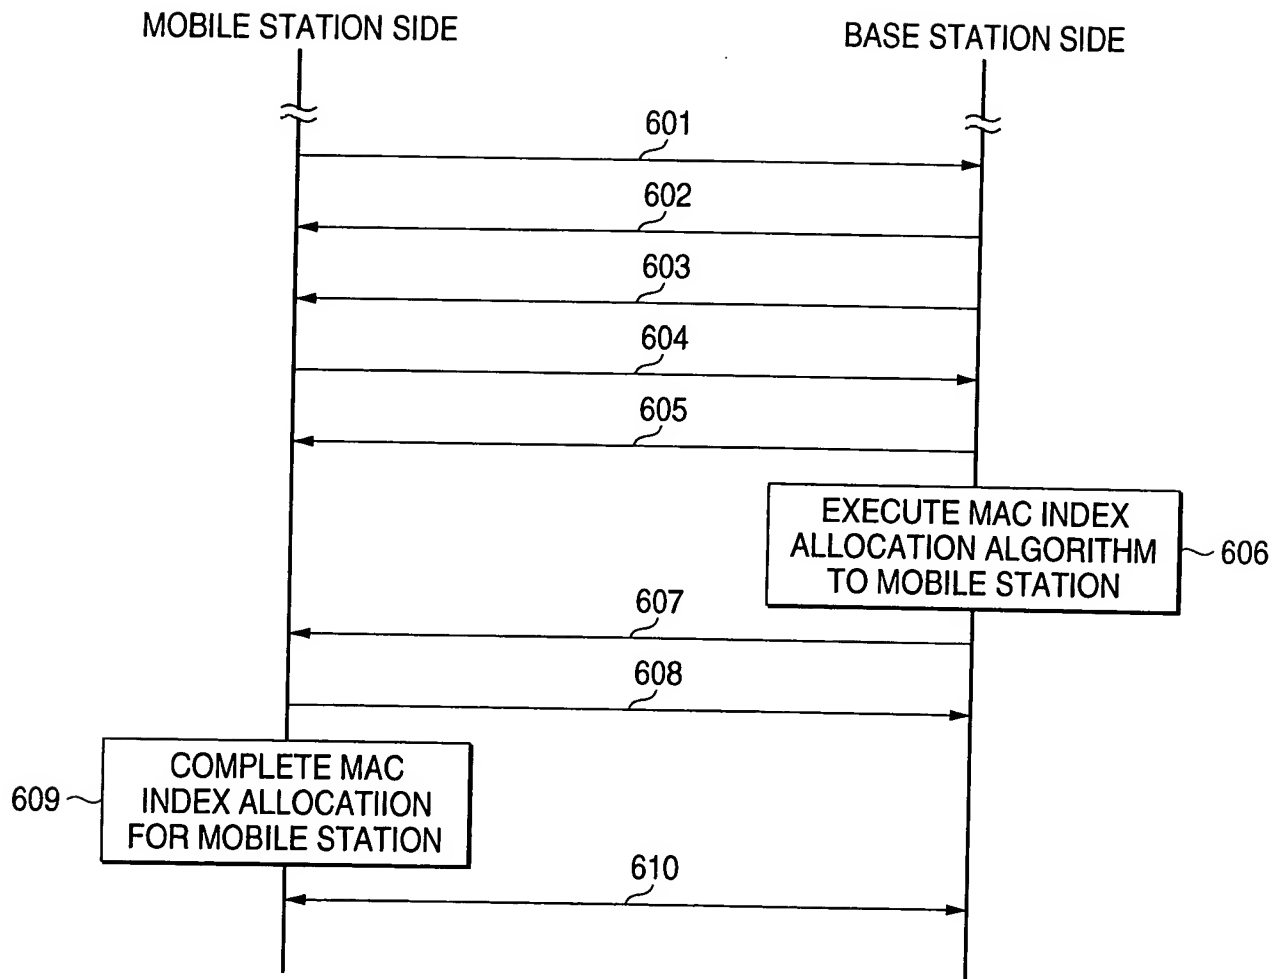 MOBILE STATION SIDE
BASE STATION SIDE
601
602
603
604
605
EXECUTE MAC INDEX
ALLOCATION ALGORITHM
TO MOBILE STATION
606
607
608
COMPLETE MAC
INDEX ALLOCATIION
FOR MOBILE STATION
609
610